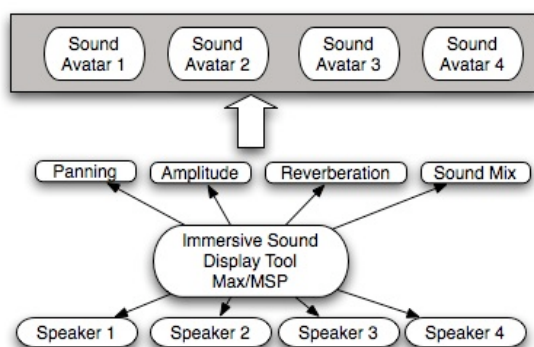 Sound
Avatar 1
Sound
Avatar 2
Sound
Avatar 3
Sound
Avatar 4
Panning
Amplitude
Reverberation
Sound Mix
Immersive Sound
Display Tool
Max/MSP
Speaker 1
Speaker 2
Speaker 3
Speaker 4